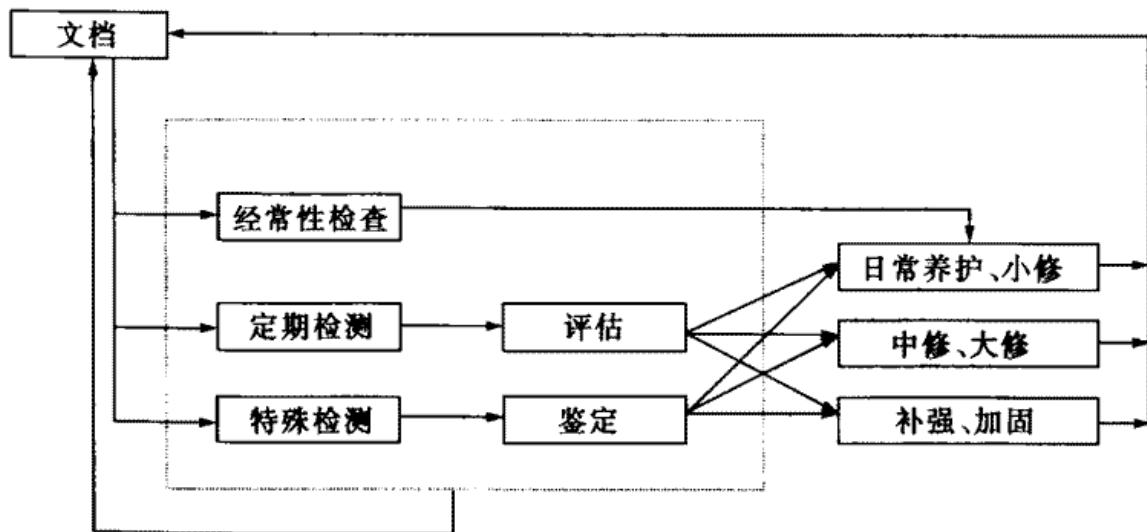 文档
经常性检查
日常养护、小修
定期检测
评估
中修、大修
特殊检测
鉴定
补强、加固